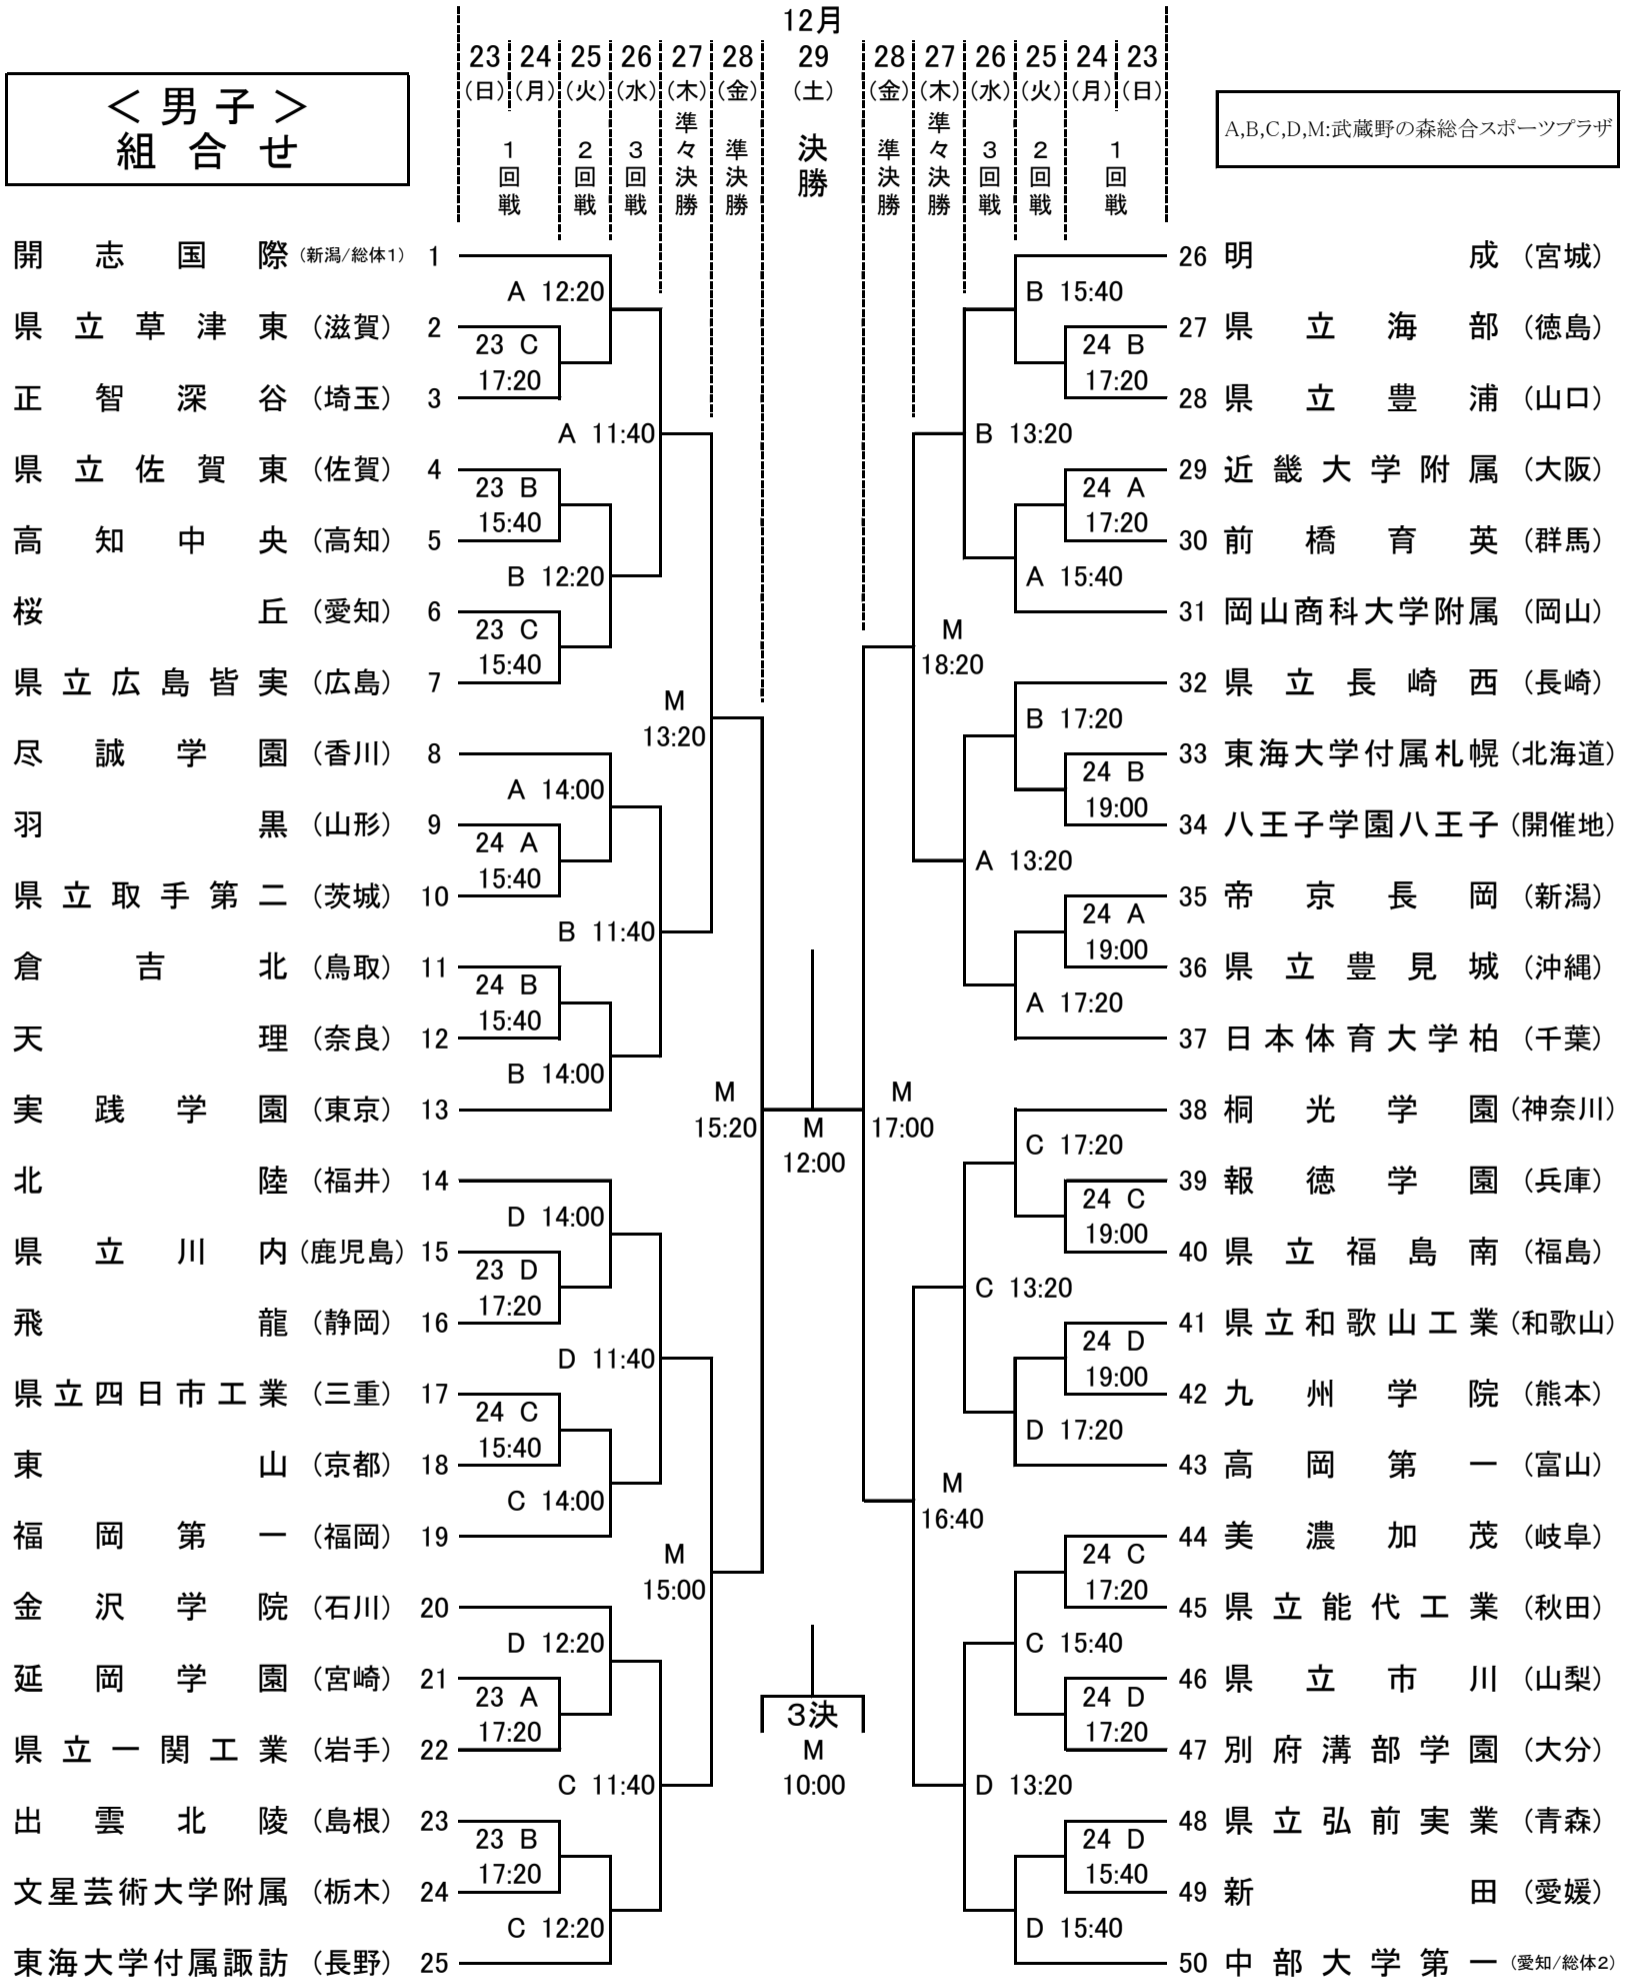 12月
23 24 25 26 27 28 29 28 27 26 25 24 23
(日) (月) (火) (水) (木) (金) (土) (金) (木) (水) (火) (月) (日)
＜男子＞
組合せ
1回戦 2回戦 3回戦 準々決勝 準決勝 決勝 準決勝 準々決勝 3回戦 2回戦 1回戦
A,B,C,D,M:武蔵野の森総合スポーツプラザ
開志国際 (新潟/総体1) 1
A 12:20
県立草津東 (滋賀) 2
23 C
17:20
正智深谷 (埼玉) 3
A 11:40
県立佐賀東 (佐賀) 4
23 B
15:40
高知中央 (高知) 5
B 12:20
桜丘 (愛知) 6
23 C
15:40
県立広島皆実 (広島) 7
M
13:20
尽誠学園 (香川) 8
A 14:00
羽黒 (山形) 9
24 A
15:40
県立取手第二 (茨城) 10
B 11:40
倉吉北 (鳥取) 11
24 B
15:40
天理 (奈良) 12
B 14:00
実践学園 (東京) 13
M
15:20
北陸 (福井) 14
D 14:00
県立川内 (鹿児島) 15
23 D
17:20
飛龍 (静岡) 16
D 11:40
県立四日市工業 (三重) 17
24 C
15:40
東山 (京都) 18
C 14:00
福岡第一 (福岡) 19
M
15:00
金沢学院 (石川) 20
D 12:20
延岡学園 (宮崎) 21
23 A
17:20
県立一関工業 (岩手) 22
C 11:40
出雲北陵 (島根) 23
23 B
17:20
文星芸術大学附属 (栃木) 24
C 12:20
東海大学付属諏訪 (長野) 25
M
12:00
3決
M
10:00
26 明成 (宮城)
B 15:40
27 県立海部 (徳島)
24 B
17:20
28 県立豊浦 (山口)
B 13:20
29 近畿大学附属 (大阪)
24 A
17:20
30 前橋育英 (群馬)
A 15:40
31 岡山商科大学附属 (岡山)
M
18:20
32 県立長崎西 (長崎)
B 17:20
33 東海大学付属札幌 (北海道)
24 B
19:00
34 八王子学園八王子 (開催地)
A 13:20
35 帝京長岡 (新潟)
24 A
19:00
36 県立豊見城 (沖縄)
A 17:20
37 日本体育大学柏 (千葉)
M
17:00
38 桐光学園 (神奈川)
C 17:20
39 報徳学園 (兵庫)
24 C
19:00
40 県立福島南 (福島)
C 13:20
41 県立和歌山工業 (和歌山)
24 D
19:00
42 九州学院 (熊本)
D 17:20
43 高岡第一 (富山)
M
16:40
44 美濃加茂 (岐阜)
24 C
17:20
45 県立能代工業 (秋田)
C 15:40
46 県立市川 (山梨)
24 D
17:20
47 別府溝部学園 (大分)
D 13:20
48 県立弘前実業 (青森)
24 D
15:40
49 新田 (愛媛)
D 15:40
50 中部大学第一 (愛知/総体2)